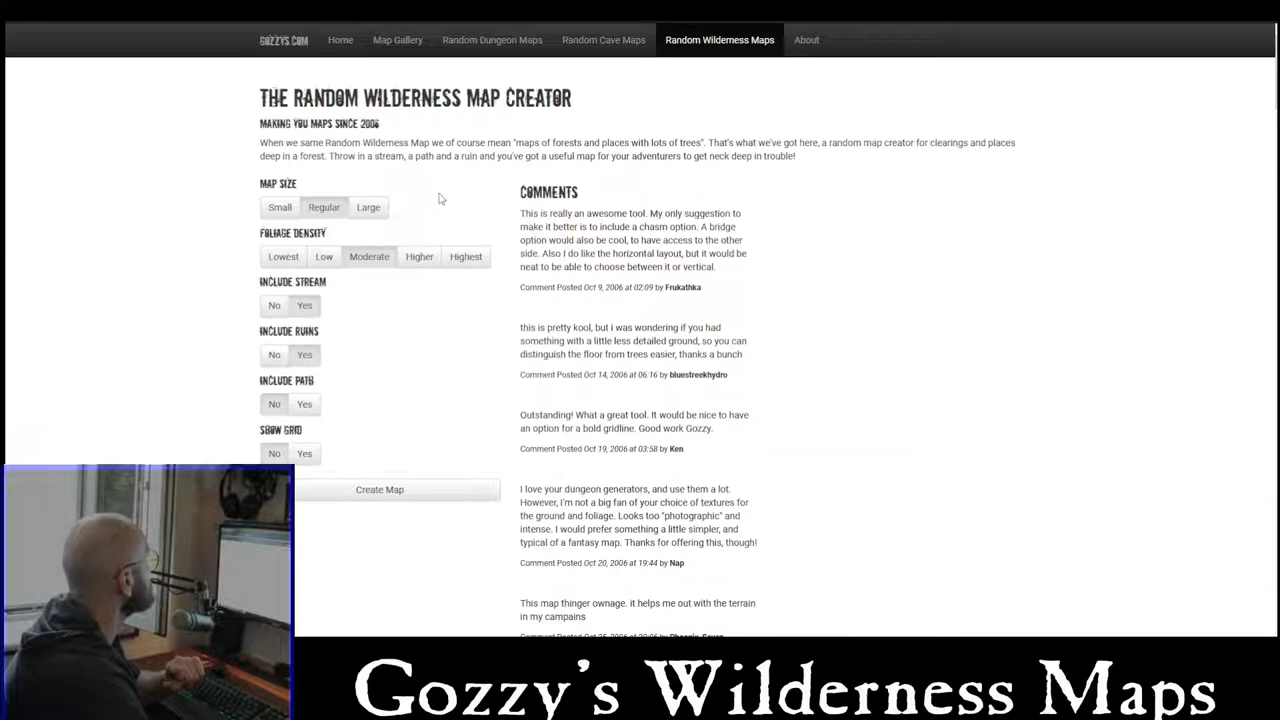 GOZZYS.COM Home Map Gallery Random Dungeon Maps Random Cave Maps Random Wilderness Maps About
THE RANDOM WILDERNESS MAP CREATOR
MAKING YOU MAPS SINCE 2006
When we same Random Wilderness Map we of course mean "maps of forests and places with lots of trees". That's what we've got here, a random map creator for clearings and places
deep in a forest. Throw in a stream, a path and a ruin and you've got a useful map for your adventurers to get neck deep in trouble!
MAP SIZE
Small Regular Large
FOLIAGE DENSITY
Lowest Low Moderate Higher Highest
INCLUDE STREAM
No Yes
INCLUDE RUINS
No Yes
INCLUDE PATH
No Yes
SHOW GRID
No Yes
Create Map
COMMENTS
This is really an awesome tool. My only suggestion to
make it better is to include a chasm option. A bridge
option would also be cool, to have access to the other
side. Also I do like the horizontal layout, but it would be
neat to be able to choose between it or vertical.
Comment Posted Oct 9, 2006 at 02:09 by Frukathka
this is pretty kool, but i was wondering if you had
something with a little less detailed ground, so you can
distinguish the floor from trees easier, thanks a bunch
Comment Posted Oct 14, 2006 at 06:16 by bluestreekhydro
Outstanding! What a great tool. It would be nice to have
an option for a bold gridline. Good work Gozzy.
Comment Posted Oct 19, 2006 at 03:58 by Ken
I love your dungeon generators, and use them a lot.
However, I'm not a big fan of your choice of textures for
the ground and foliage. Looks too "photographic" and
intense. I would prefer something a little simpler, and
typical of a fantasy map. Thanks for offering this, though!
Comment Posted Oct 20, 2006 at 19:44 by Nap
This map thinger ownage. it helps me out with the terrain
in my campains
Comment Posted Oct 25, 2006 at
Gozzy's Wilderness Maps